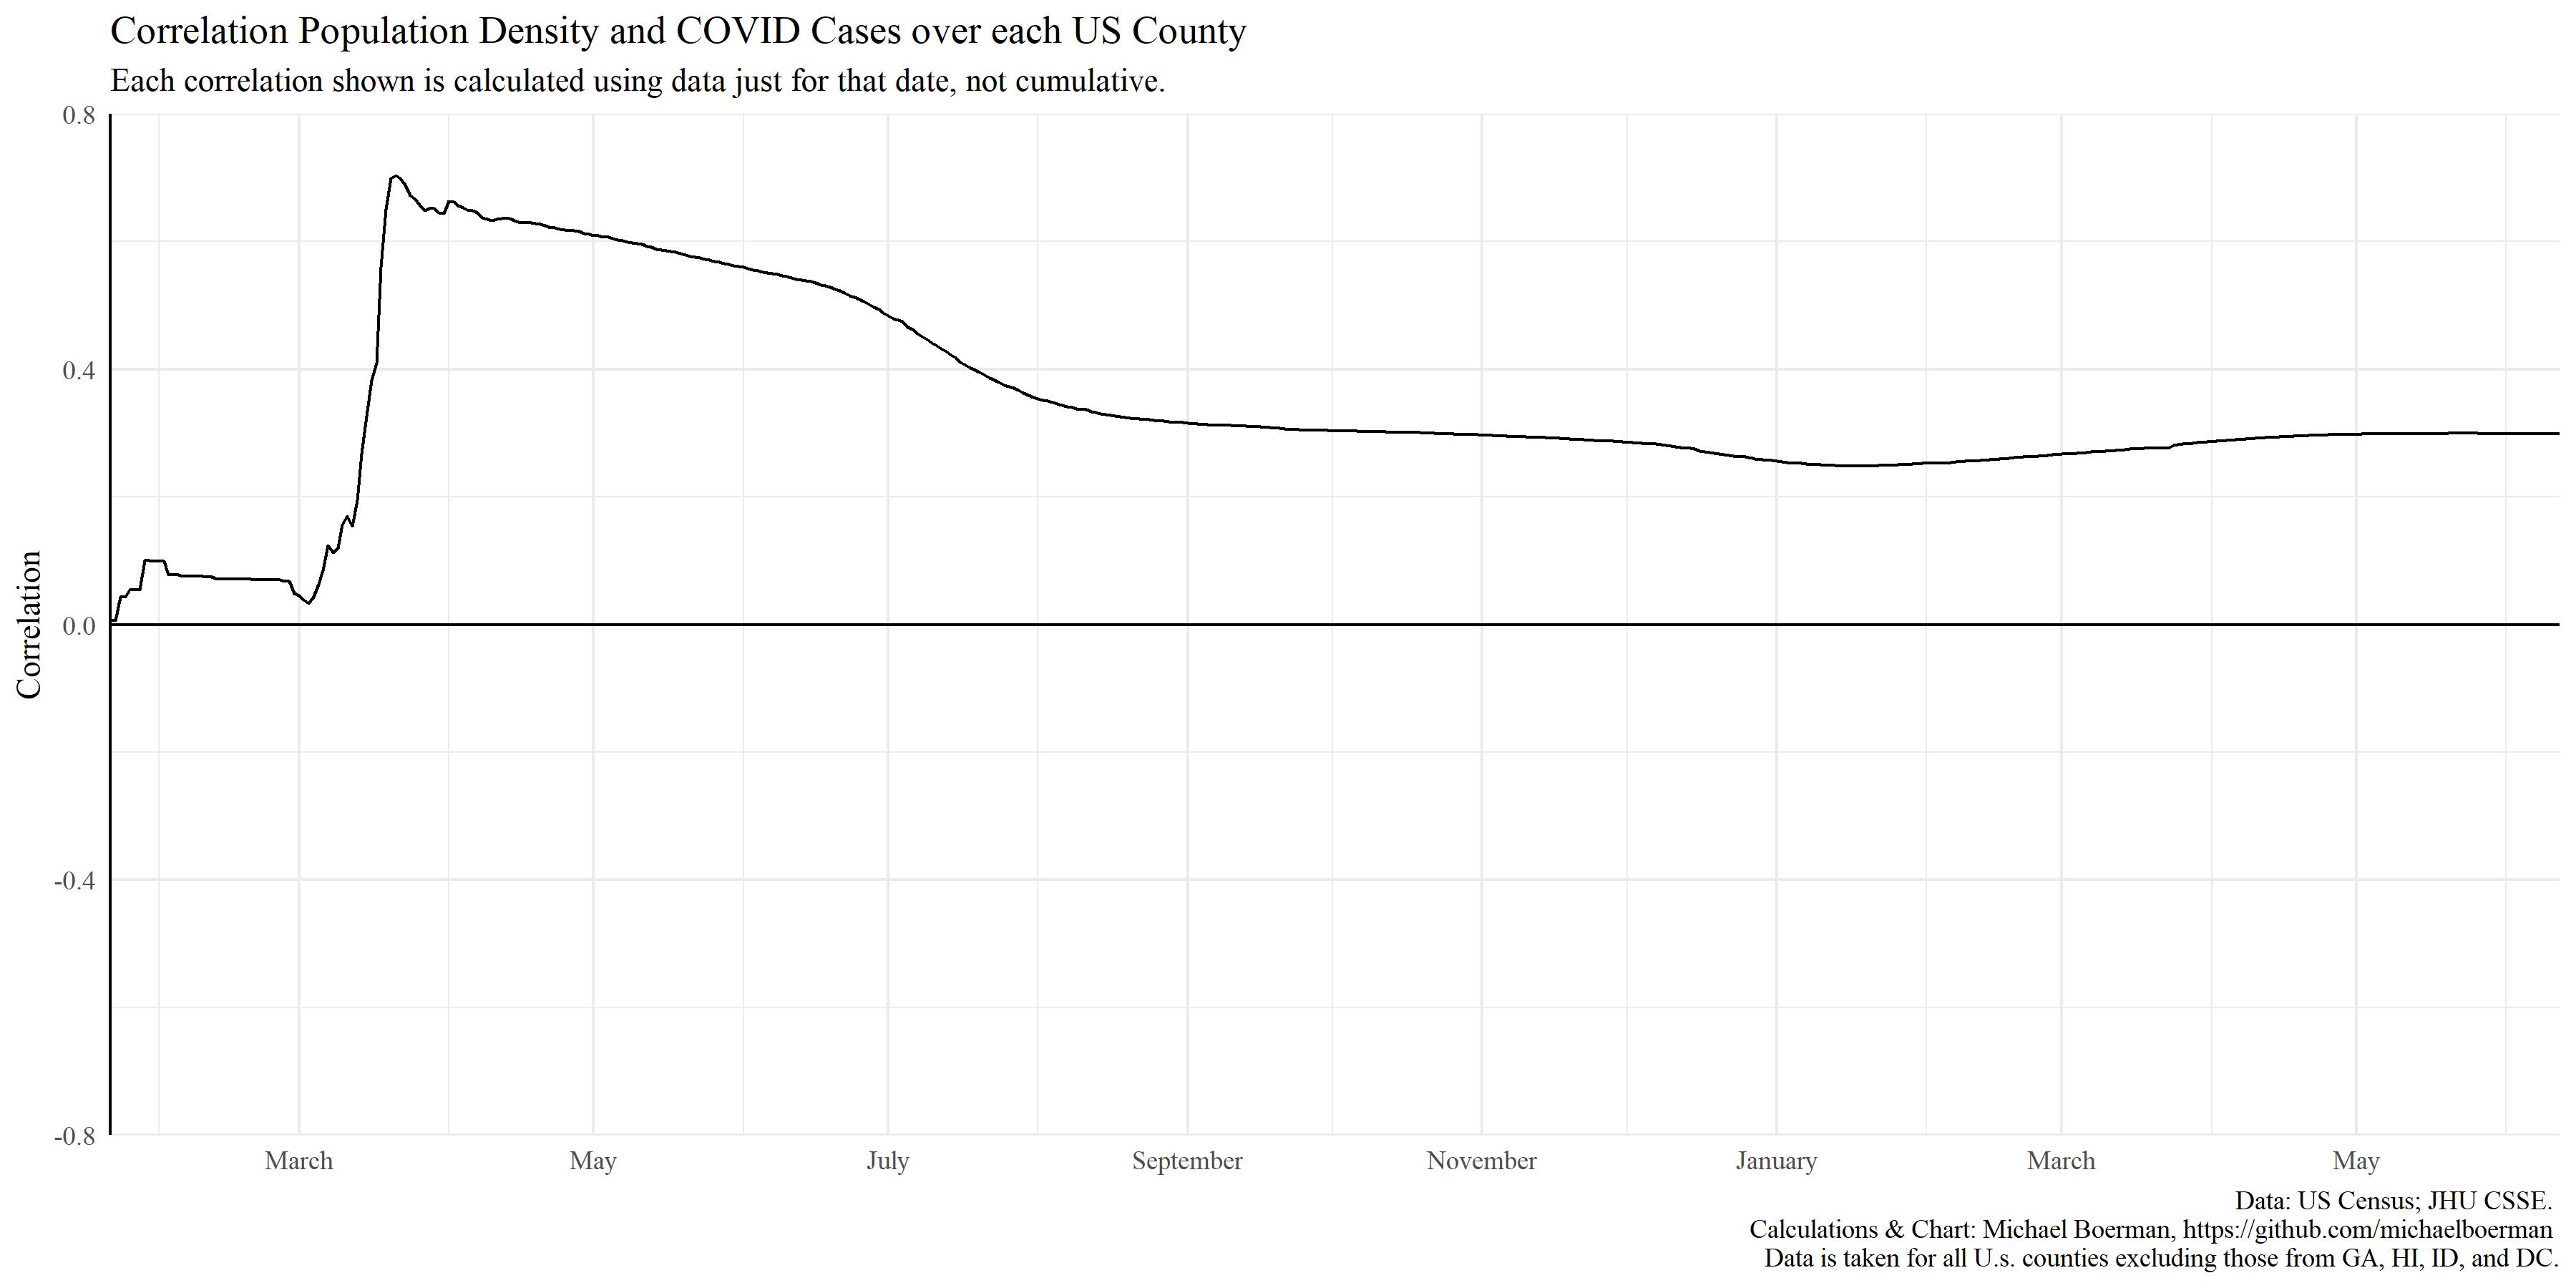 Correlation Population Density and COVID Cases over each US County
Each correlation shown is calculated using data just for that date, not cumulative.
0.8
0.4
0.0
-0.4
-0.8
Correlation
March May July September November January March May
Data: US Census; JHU CSSE.
Calculations & Chart: Michael Boerman, https://github.com/michaelboerman
Data is taken for all U.s. counties excluding those from GA, HI, ID, and DC.